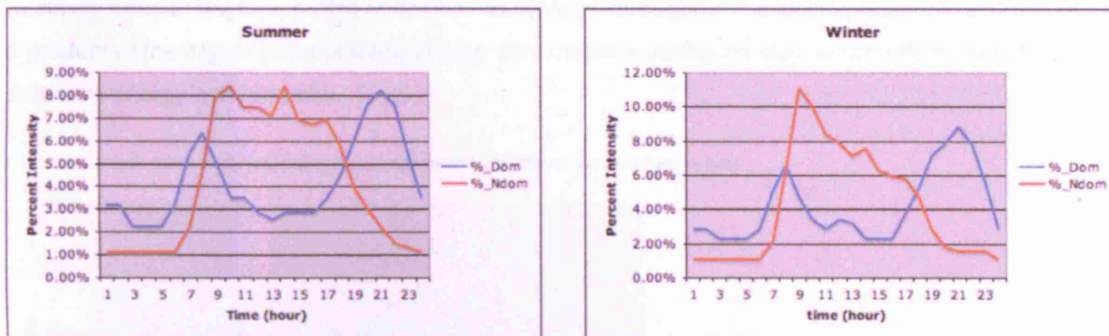 Summer
Percent Intensity
9.00%
8.00%
7.00%
6.00%
5.00%
4.00%
3.00%
2.00%
1.00%
0.00%
1 3 5 7 9 11 13 15 17 19 21 23
Time (hour)
%_Dom
%_Ndom
Winter
Percent Intensity
12.00%
10.00%
8.00%
6.00%
4.00%
2.00%
0.00%
1 3 5 7 9 11 13 15 17 19 21 23
time (hour)
%_Dom
%_Ndom